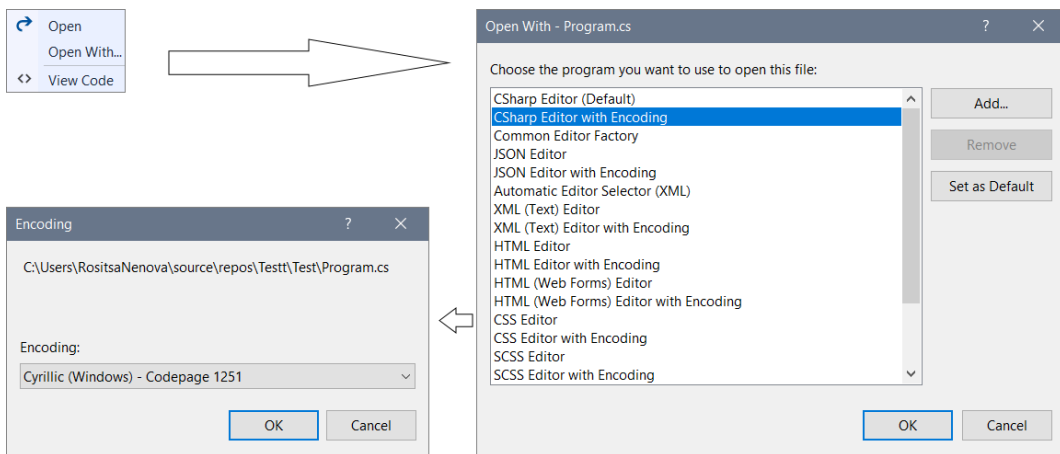 Open
Open With...
View Code
Open With - Program.cs
Choose the program you want to use to open this file:
CSharp Editor (Default)
CSharp Editor with Encoding
Common Editor Factory
JSON Editor
JSON Editor with Encoding
Automatic Editor Selector (XML)
XML (Text) Editor
XML (Text) Editor with Encoding
HTML Editor
HTML Editor with Encoding
HTML (Web Forms) Editor
HTML (Web Forms) Editor with Encoding
CSS Editor
CSS Editor with Encoding
SCSS Editor
SCSS Editor with Encoding
Add...
Remove
Set as Default
OK
Cancel
Encoding
C:\Users\RositsaNenova\source\repos\Testt\Test\Program.cs
Encoding:
Cyrillic (Windows) - Codepage 1251
OK
Cancel